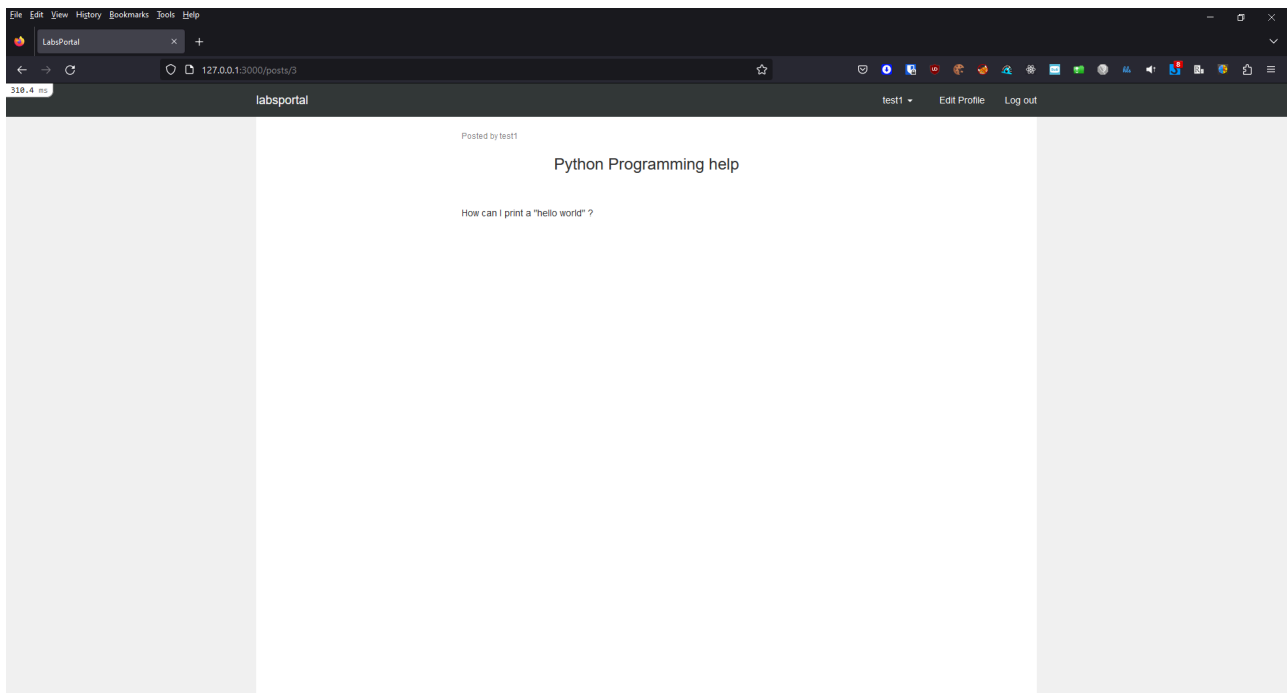 File Edit View History Bookmarks Tools Help
LabsPortal
127.0.0.1:3000/posts/3
310.4 ms
labsportal test1 Edit Profile Log out
Posted by test1
Python Programming help
How can I print a "hello world" ?